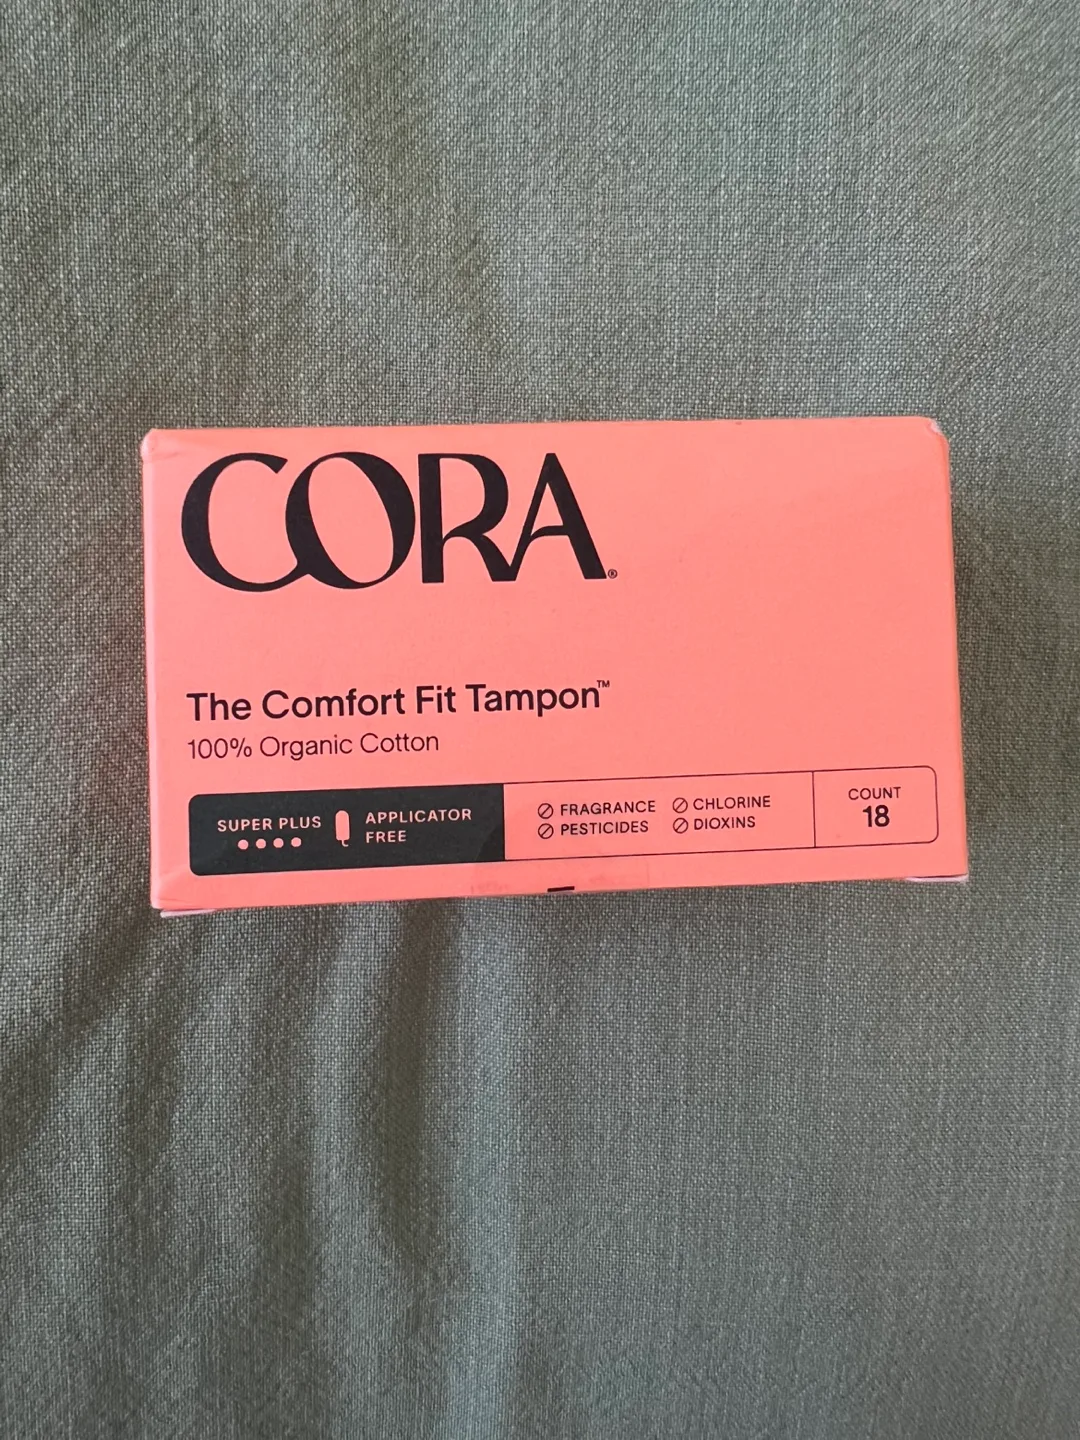 CORA®
The Comfort Fit Tampon™
100% Organic Cotton
SUPER PLUS
APPLICATOR
FREE
FRAGRANCE
CHLORINE
PESTICIDES
DIOXINS
COUNT
18